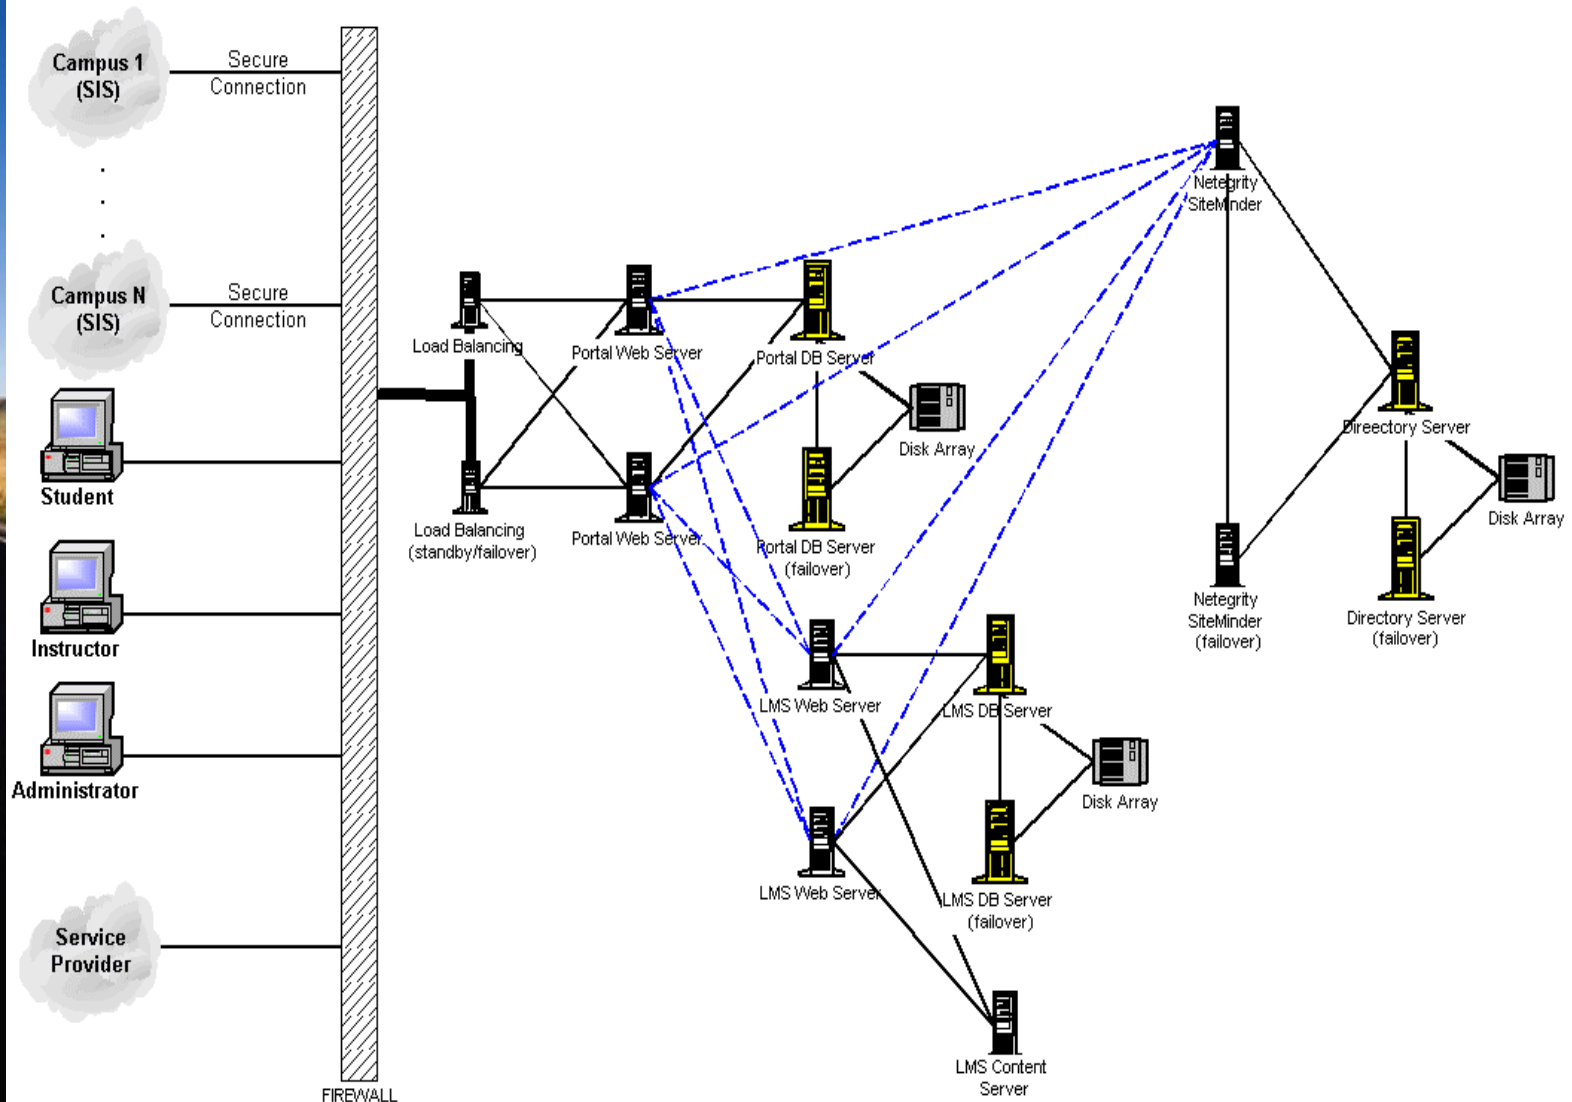 Campus 1
(SIS)
Secure
Connection
.
.
.
Campus N
(SIS)
Secure
Connection
Student
Instructor
Administrator
Service
Provider
FIREWALL
Load Balancing
Load Balancing
(standby/failover)
Portal Web Server
Portal Web Server
Portal DB Server
Disk Array
Portal DB Server
(failover)
LMS Web Server
LMS Web Server
LMS DB Server
Disk Array
LMS DB Server
(failover)
LMS Content
Server
Netegrity
SiteMinder
Netegrity
SiteMinder
(failover)
Direectory Server
Disk Array
Directory Server
(failover)